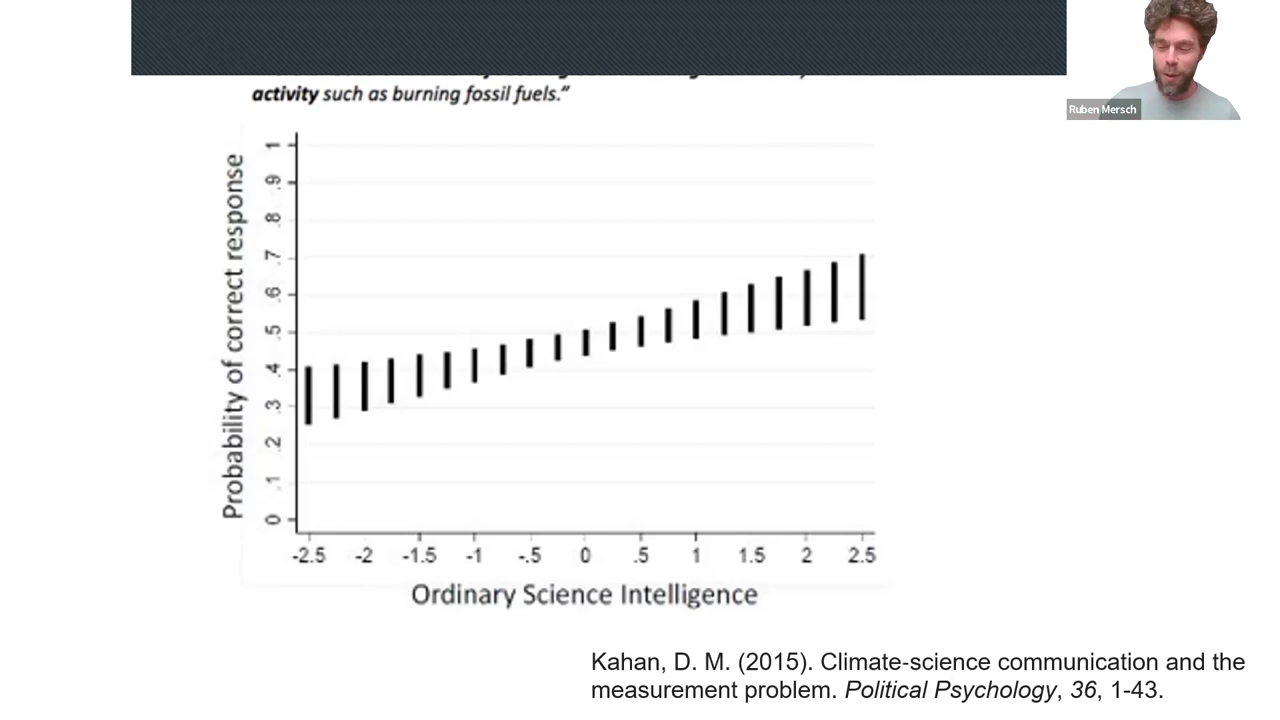 activity such as burning fossil fuels.”
Ruben Mersch
Probability of correct response
1
.9
.8
.7
.6
.5
.4
.3
.2
.1
0
-2.5 -2 -1.5 -1 -.5 0 .5 1 1.5 2 2.5
Ordinary Science Intelligence
Kahan, D. M. (2015). Climate-science communication and the
measurement problem. Political Psychology, 36, 1-43.